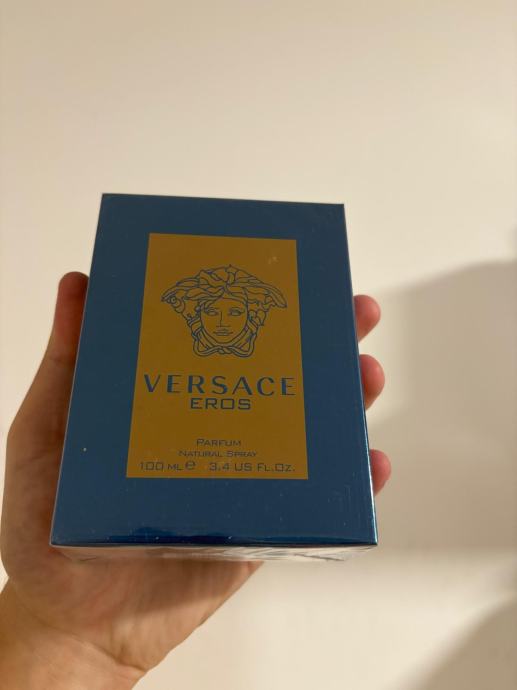 VERSACE
EROS
PARFUM
NATURAL SPRAY
100 ML e 3.4 US FL.OZ.